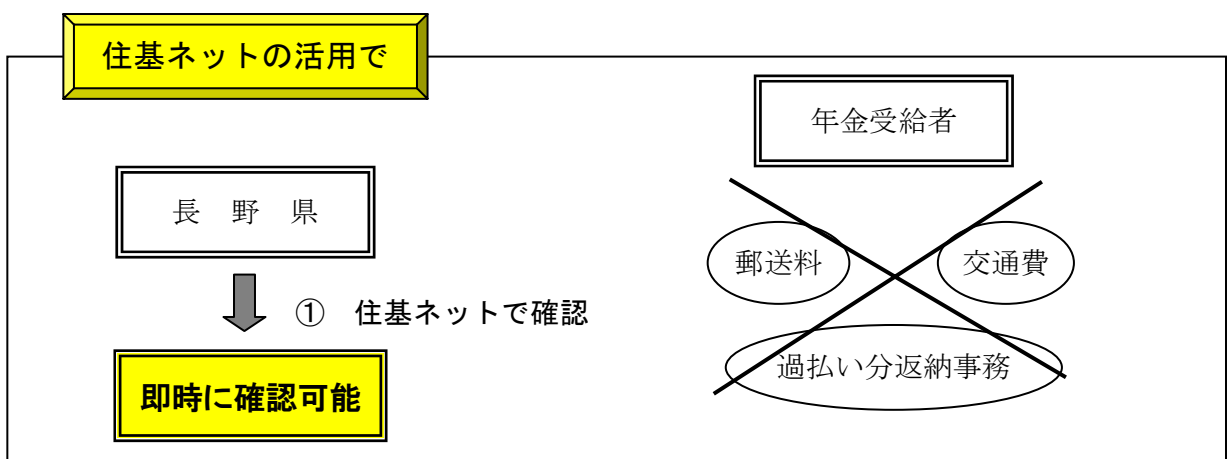 住基ネットの活用で
年金受給者
長　野　県
郵送料
交通費
①　住基ネットで確認
過払い分返納事務
即時に確認可能